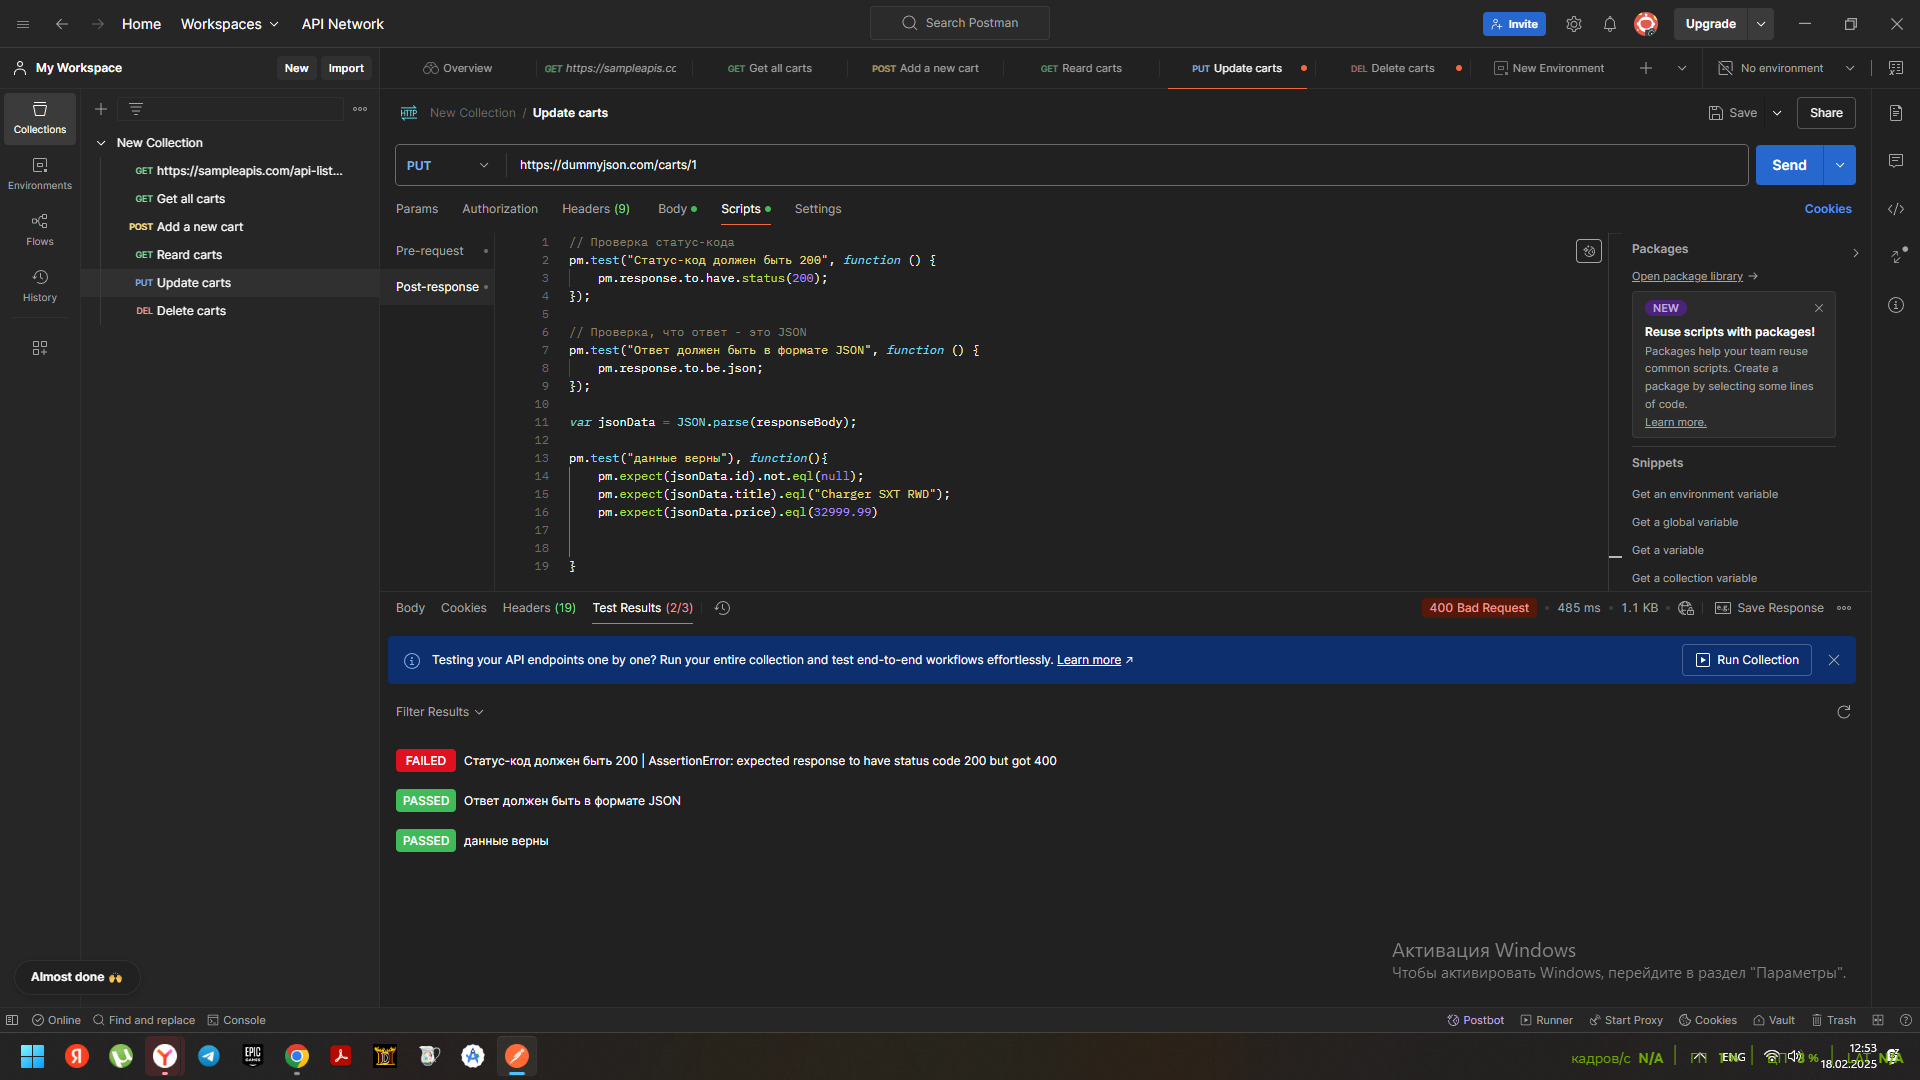 Home Workspaces API Network Search Postman Invite Upgrade
My Workspace New Import Overview GET https://sampleapis.cc GET Get all carts POST Add a new cart GET Reard carts PUT Update carts DEL Delete carts New Environment No environment
Collections
Environments
Flows
History
New Collection
GET https://sampleapis.com/api-list...
GET Get all carts
POST Add a new cart
GET Reard carts
PUT Update carts
DEL Delete carts
HTTP New Collection / Update carts Save Share
PUT https://dummyjson.com/carts/1 Send
Params Authorization Headers (9) Body Scripts Settings Cookies
Pre-request
Post-response
1 // Проверка статус-кода
2 pm.test("Статус-код должен быть 200", function () {
3 pm.response.to.have.status(200);
4 });
5
6 // Проверка, что ответ - это JSON
7 pm.test("Ответ должен быть в формате JSON", function () {
8 pm.response.to.be.json;
9 });
10
11 var jsonData = JSON.parse(responseBody);
12
13 pm.test("данные верны"), function(){
14 pm.expect(jsonData.id).not.eql(null);
15 pm.expect(jsonData.title).eql("Charger SXT RWD");
16 pm.expect(jsonData.price).eql(32999.99)
17
18
19 }
Packages
Open package library →
NEW
Reuse scripts with packages!
Packages help your team reuse
common scripts. Create a
package by selecting some lines
of code.
Learn more.
Snippets
Get an environment variable
Get a global variable
Get a variable
Get a collection variable
Body Cookies Headers (19) Test Results (2/3) 400 Bad Request 485 ms 1.1 KB e.g. Save Response
Testing your API endpoints one by one? Run your entire collection and test end-to-end workflows effortlessly. Learn more ↗ Run Collection
Filter Results
FAILED Статус-код должен быть 200 | AssertionError: expected response to have status code 200 but got 400
PASSED Ответ должен быть в формате JSON
PASSED данные верны
Активация Windows
Чтобы активировать Windows, перейдите в раздел "Параметры".
Almost done 🙌
Online Find and replace Console Postbot Runner Start Proxy Cookies Vault Trash
Я Y EPIC GAMES кадров/с N/A ENG 12:53
18.02.2025